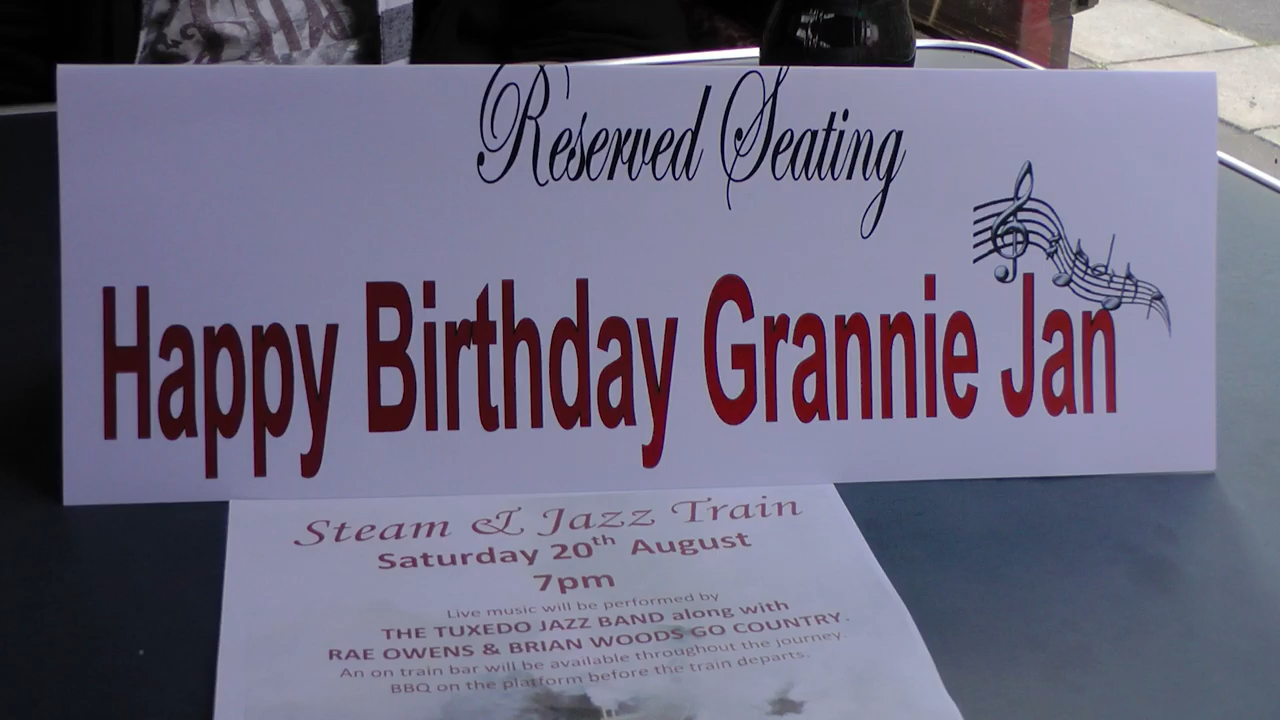 Reserved Seating
Happy Birthday Grannie Jan
Steam & Jazz Train
Saturday 20th August
7pm
Live music will be performed by
THE TUXEDO JAZZ BAND along with
RAE OWENS & BRIAN WOODS GO COUNTRY.
An on train bar will be available throughout the journey.
BBQ on the platform before the train departs.